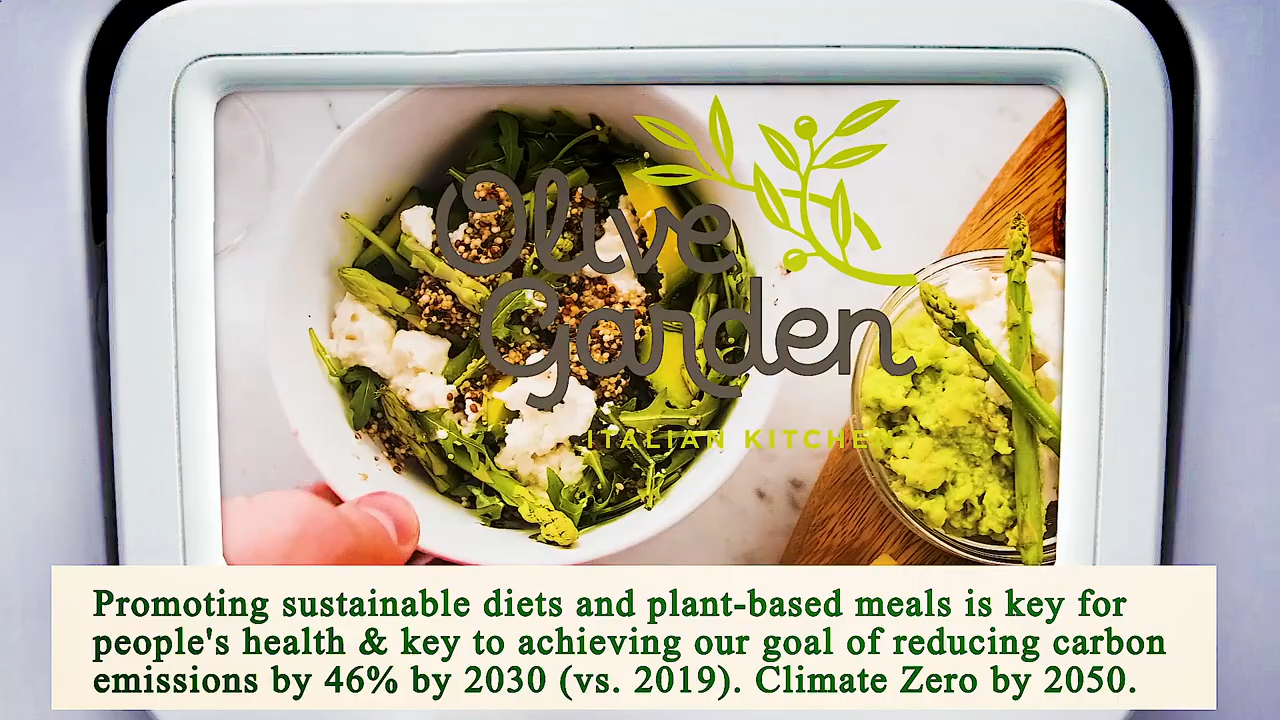 Olive
Garden
ITALIAN KITCHEN
Promoting sustainable diets and plant-based meals is key for
people's health & key to achieving our goal of reducing carbon
emissions by 46% by 2030 (vs. 2019). Climate Zero by 2050.